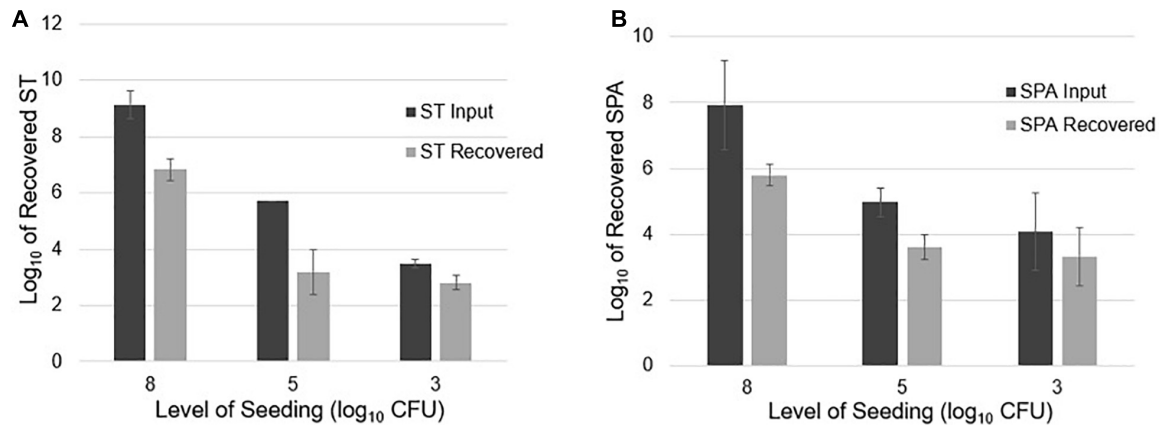 A
Log₁₀ of Recovered ST
12
10
8
6
4
2
0
ST Input
ST Recovered
8 5 3
Level of Seeding (log₁₀ CFU)
B
Log₁₀ of Recovered SPA
10
8
6
4
2
0
SPA Input
SPA Recovered
8 5 3
Level of Seeding (log₁₀ CFU)